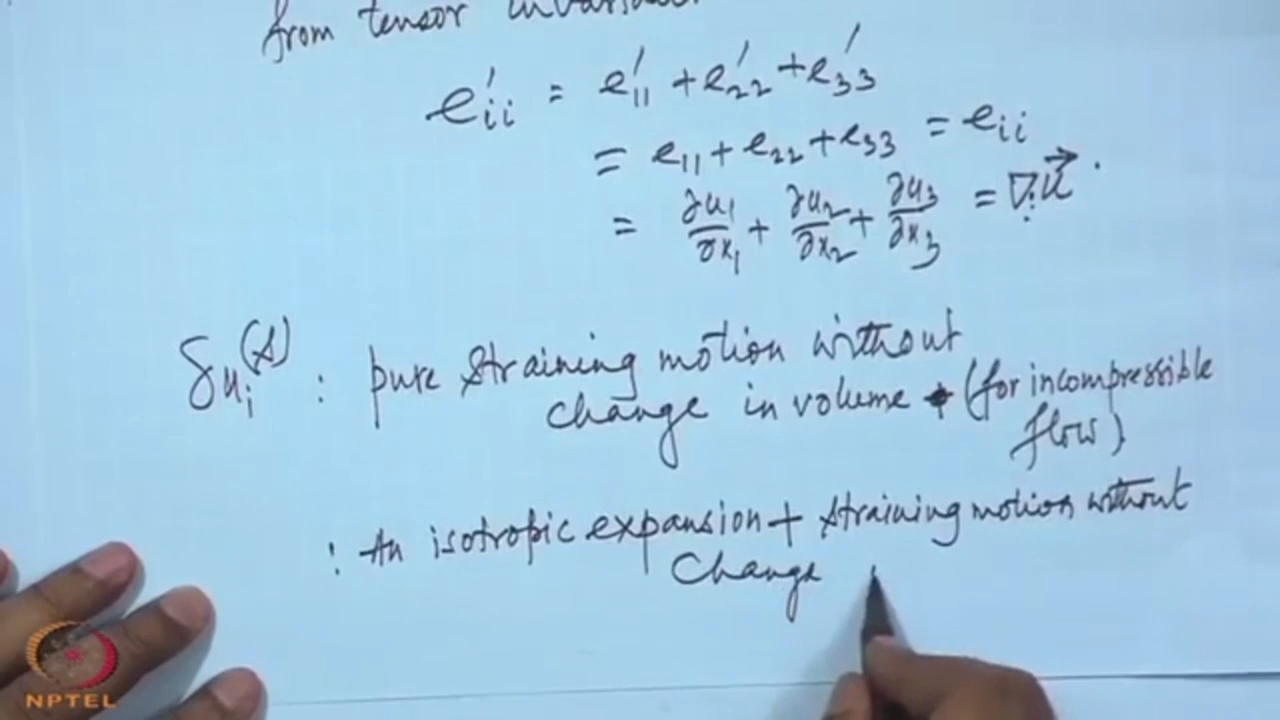 from tensor invariance.
e'ii = e'11 + e'22 + e'33
= e11 + e22 + e33 = eii
= ∂u1/∂x1 + ∂u2/∂x2 + ∂u3/∂x3 = ∇.u⃗ .
δui(s) : pure straining motion without
change in volume (for incompressible
flow)
: An isotropic expansion + straining motion without
change
NPTEL